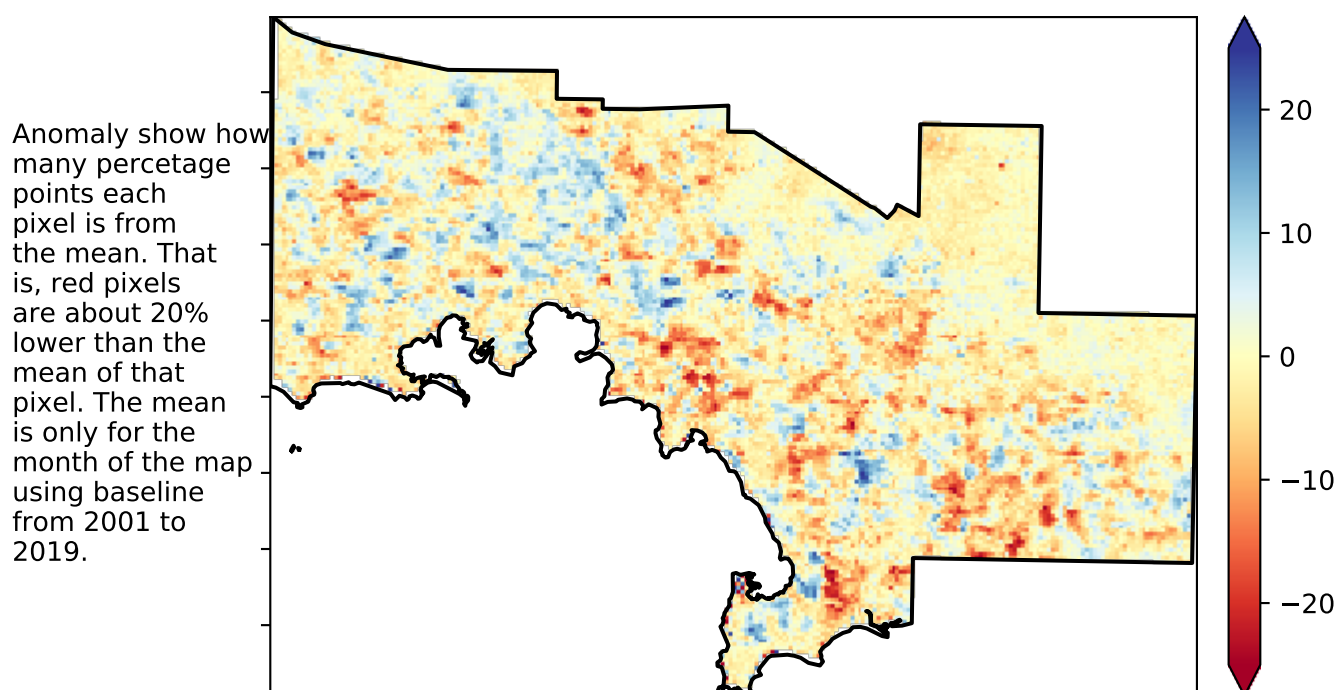 Anomaly show how
many percetage
points each
pixel is from
the mean. That
is, red pixels
are about 20%
lower than the
mean of that
pixel. The mean
is only for the
month of the map
using baseline
from 2001 to
2019.
20
10
0
−10
−20